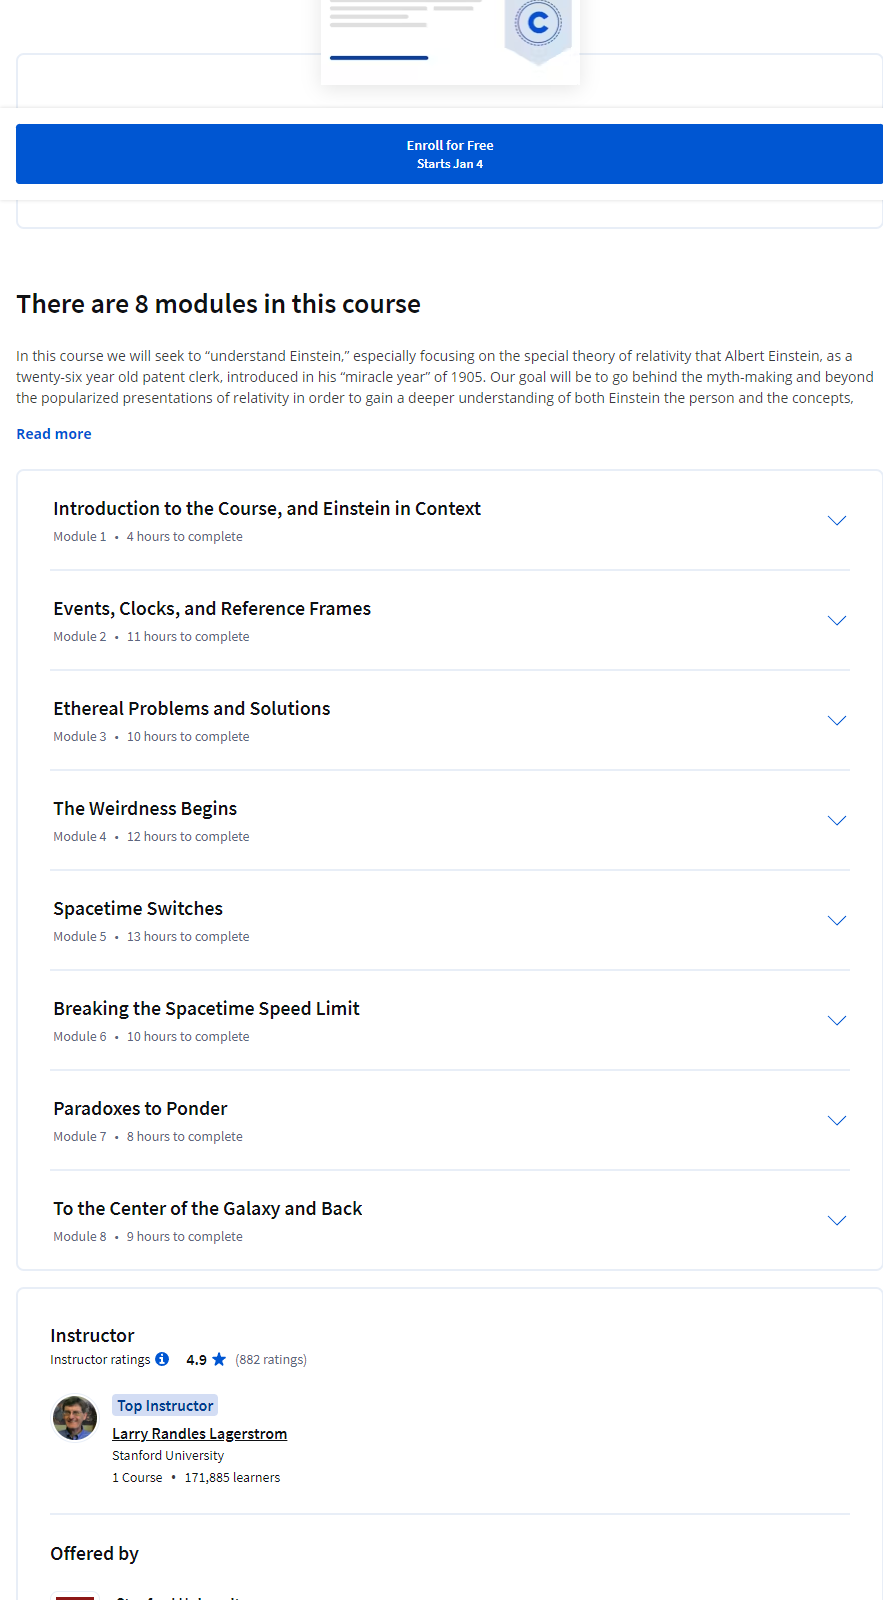 C
Enroll for Free
Starts Jan 4
There are 8 modules in this course
In this course we will seek to “understand Einstein,” especially focusing on the special theory of relativity that Albert Einstein, as a
twenty-six year old patent clerk, introduced in his “miracle year” of 1905. Our goal will be to go behind the myth-making and beyond
the popularized presentations of relativity in order to gain a deeper understanding of both Einstein the person and the concepts,
Read more
Introduction to the Course, and Einstein in Context
Module 1 • 4 hours to complete
Events, Clocks, and Reference Frames
Module 2 • 11 hours to complete
Ethereal Problems and Solutions
Module 3 • 10 hours to complete
The Weirdness Begins
Module 4 • 12 hours to complete
Spacetime Switches
Module 5 • 13 hours to complete
Breaking the Spacetime Speed Limit
Module 6 • 10 hours to complete
Paradoxes to Ponder
Module 7 • 8 hours to complete
To the Center of the Galaxy and Back
Module 8 • 9 hours to complete
Instructor
Instructor ratings 4.9 (882 ratings)
Top Instructor
Larry Randles Lagerstrom
Stanford University
1 Course • 171,885 learners
Offered by